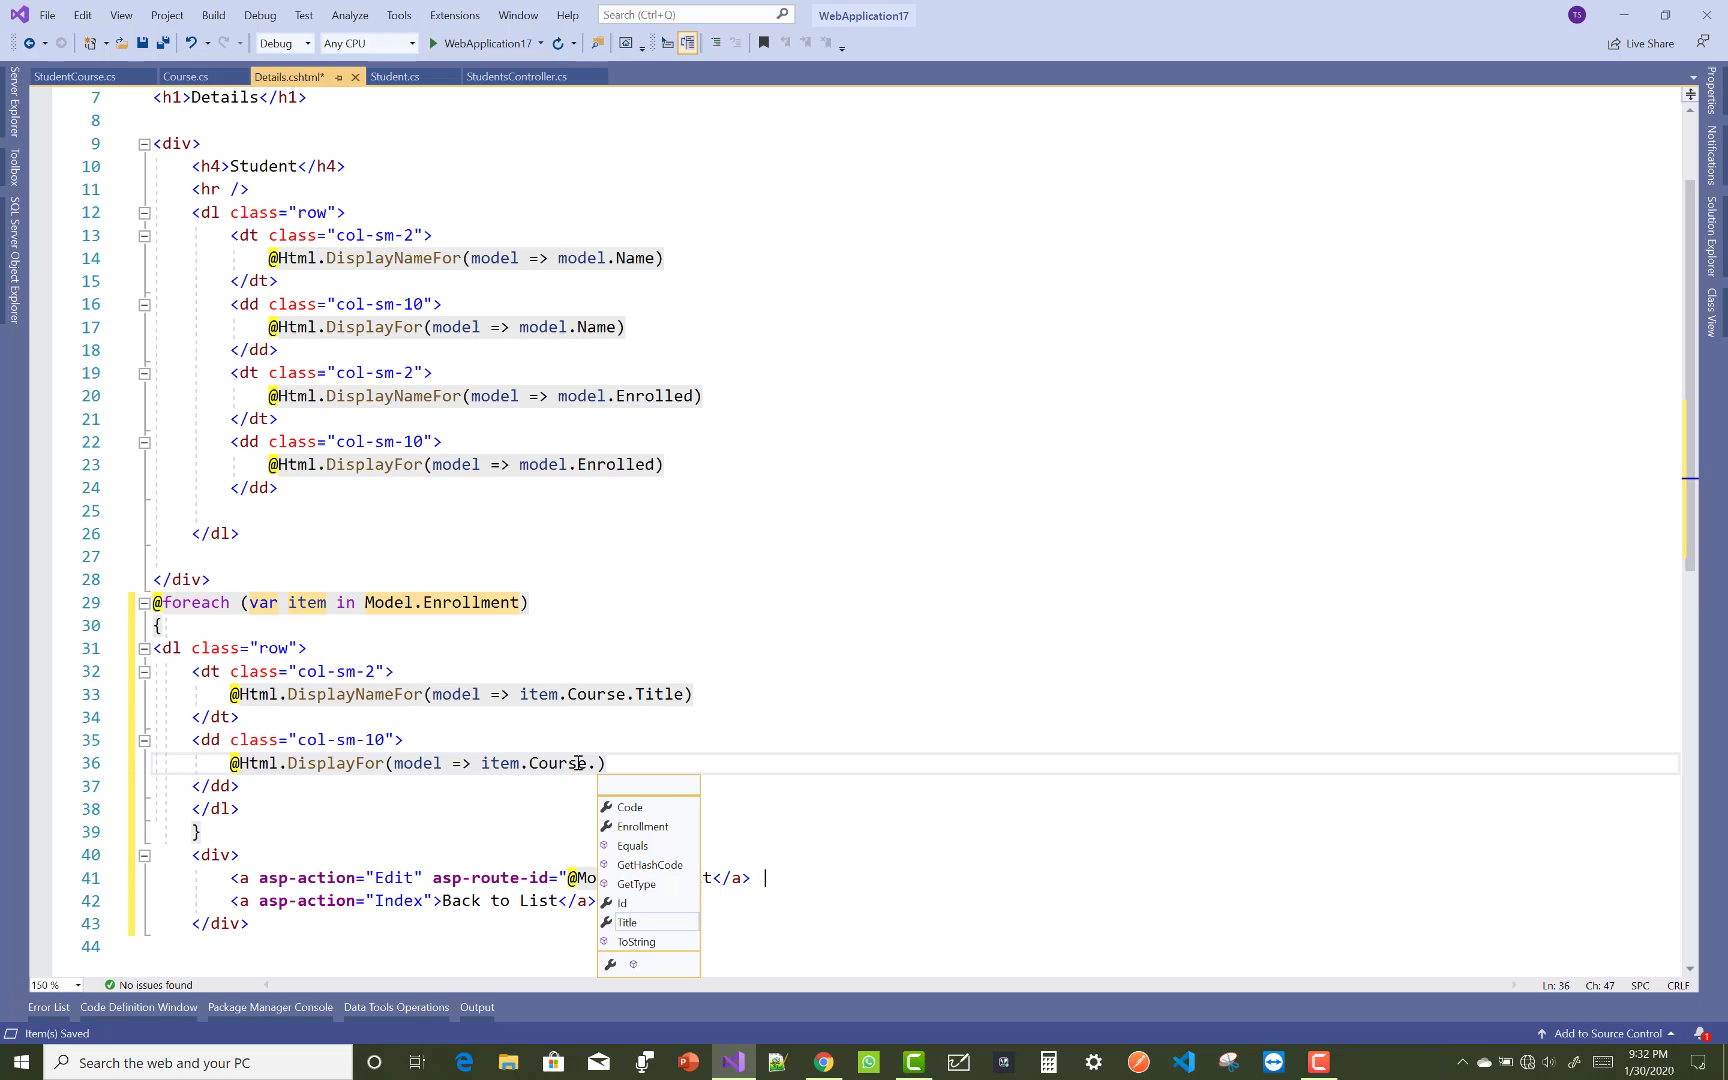 File Edit View Project Build Debug Test Analyze Tools Extensions Window Help Search (Ctrl+Q) WebApplication17 TS
Debug Any CPU WebApplication17 Live Share
StudentCourse.cs Course.cs Details.cshtml* Student.cs StudentsController.cs
Server Explorer
Toolbox
SQL Server Object Explorer
Properties
Notifications
Solution Explorer
Class View
7 <h1>Details</h1>
8
9 <div>
10 <h4>Student</h4>
11 <hr />
12 <dl class="row">
13 <dt class="col-sm-2">
14 @Html.DisplayNameFor(model => model.Name)
15 </dt>
16 <dd class="col-sm-10">
17 @Html.DisplayFor(model => model.Name)
18 </dd>
19 <dt class="col-sm-2">
20 @Html.DisplayNameFor(model => model.Enrolled)
21 </dt>
22 <dd class="col-sm-10">
23 @Html.DisplayFor(model => model.Enrolled)
24 </dd>
25
26 </dl>
27
28 </div>
29 @foreach (var item in Model.Enrollment)
30 {
31 <dl class="row">
32 <dt class="col-sm-2">
33 @Html.DisplayNameFor(model => item.Course.Title)
34 </dt>
35 <dd class="col-sm-10">
36 @Html.DisplayFor(model => item.Course.)
37 </dd>
38 </dl>
39 }
40 <div>
41 <a asp-action="Edit" asp-route-id="@Mo t</a> |
42 <a asp-action="Index">Back to List</a>
43 </div>
44
Code
Enrollment
Equals
GetHashCode
GetType
Id
Title
ToString
150 % No issues found Ln: 36 Ch: 47 SPC CRLF
Error List Code Definition Window Package Manager Console Data Tools Operations Output
Item(s) Saved Add to Source Control 1
Search the web and your PC
9:32 PM
1/30/2020